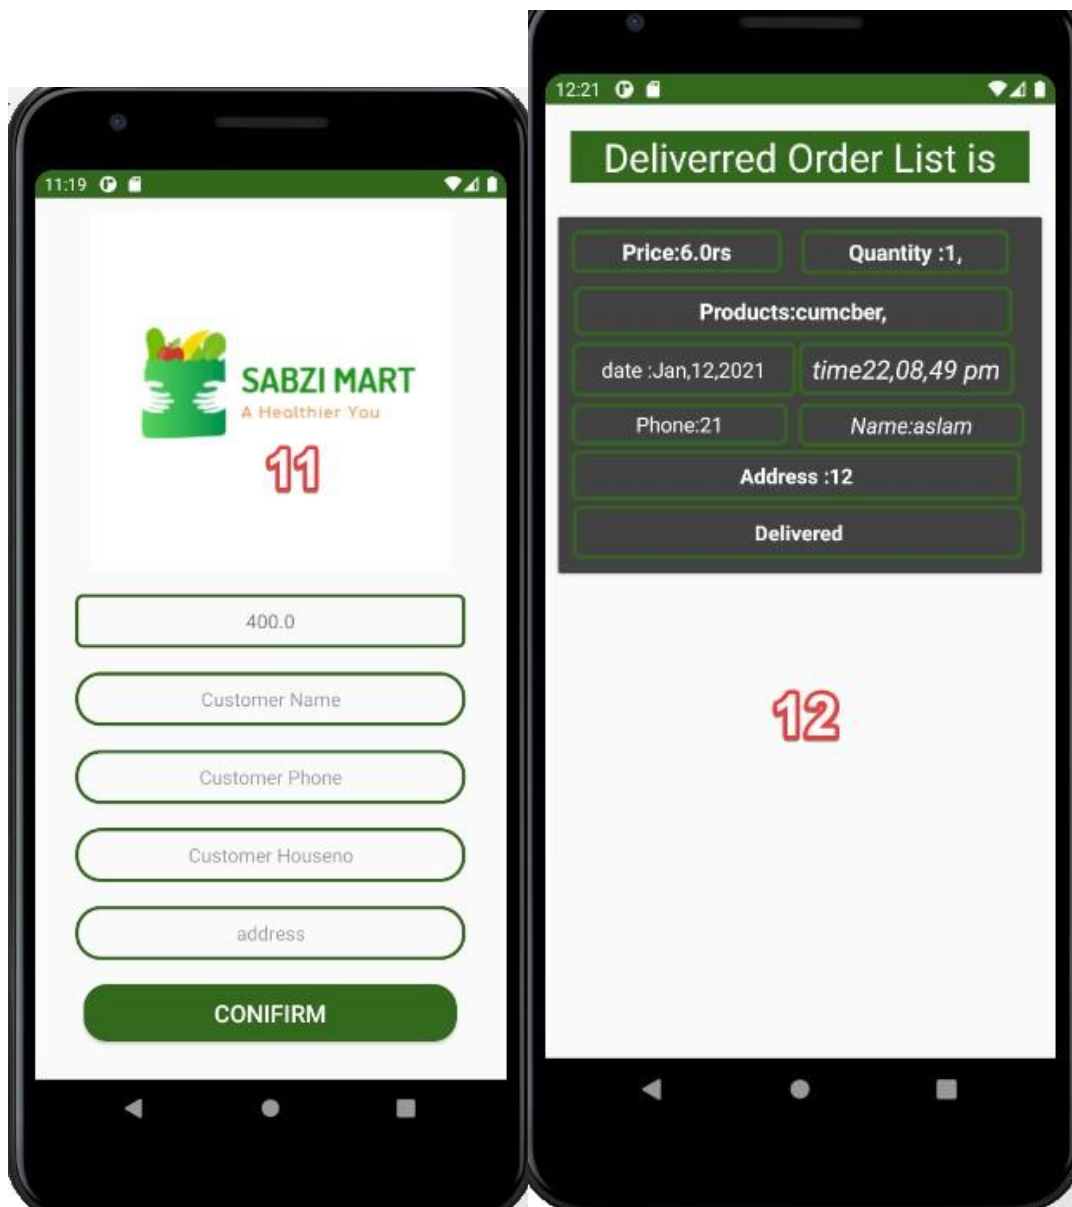 11:19
SABZI MART
A Healthier You
11
400.0
Customer Name
Customer Phone
Customer Houseno
address
CONIFIRM
12:21
Deliverred Order List is
Price:6.0rs
Quantity :1,
Products:cumcber,
date :Jan,12,2021
time22,08,49 pm
Phone:21
Name:aslam
Address :12
Delivered
12